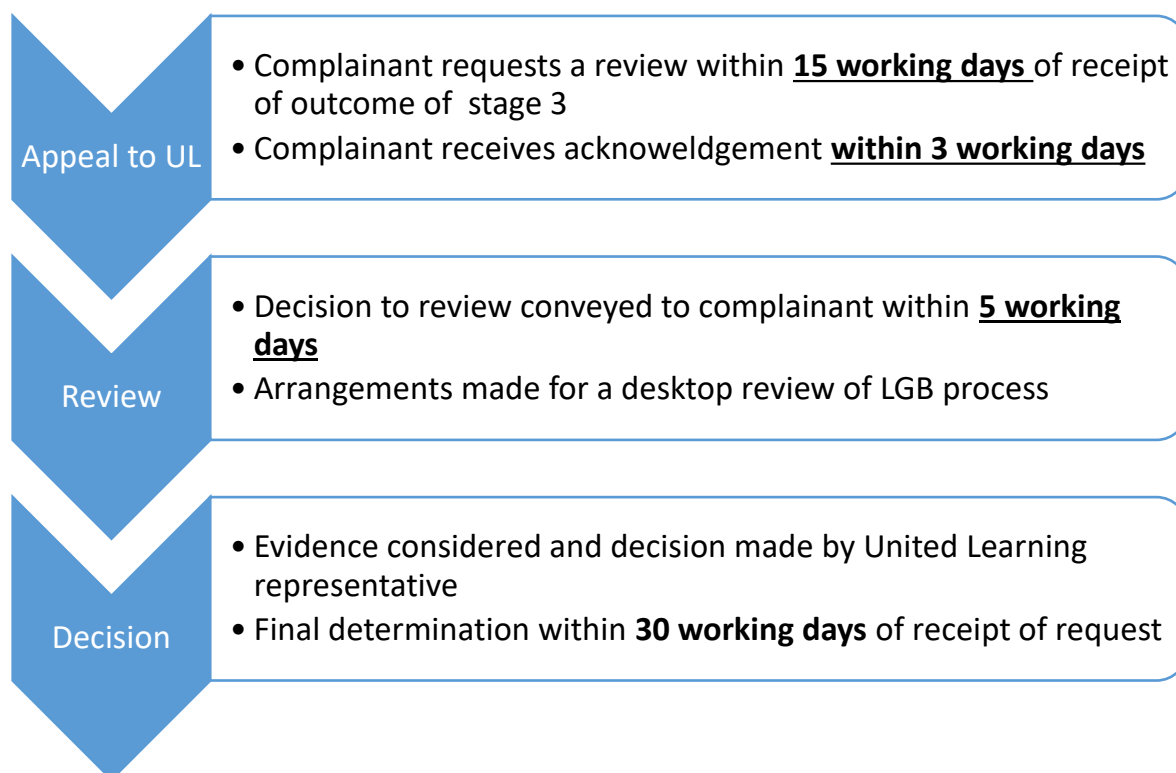 Appeal to UL
• Complainant requests a review within 15 working days of receipt
of outcome of  stage 3
• Complainant receives acknoweldgement within 3 working days
Review
• Decision to review conveyed to complainant within 5 working
days
• Arrangements made for a desktop review of LGB process
Decision
• Evidence considered and decision made by United Learning
representative
• Final determination within 30 working days of receipt of request